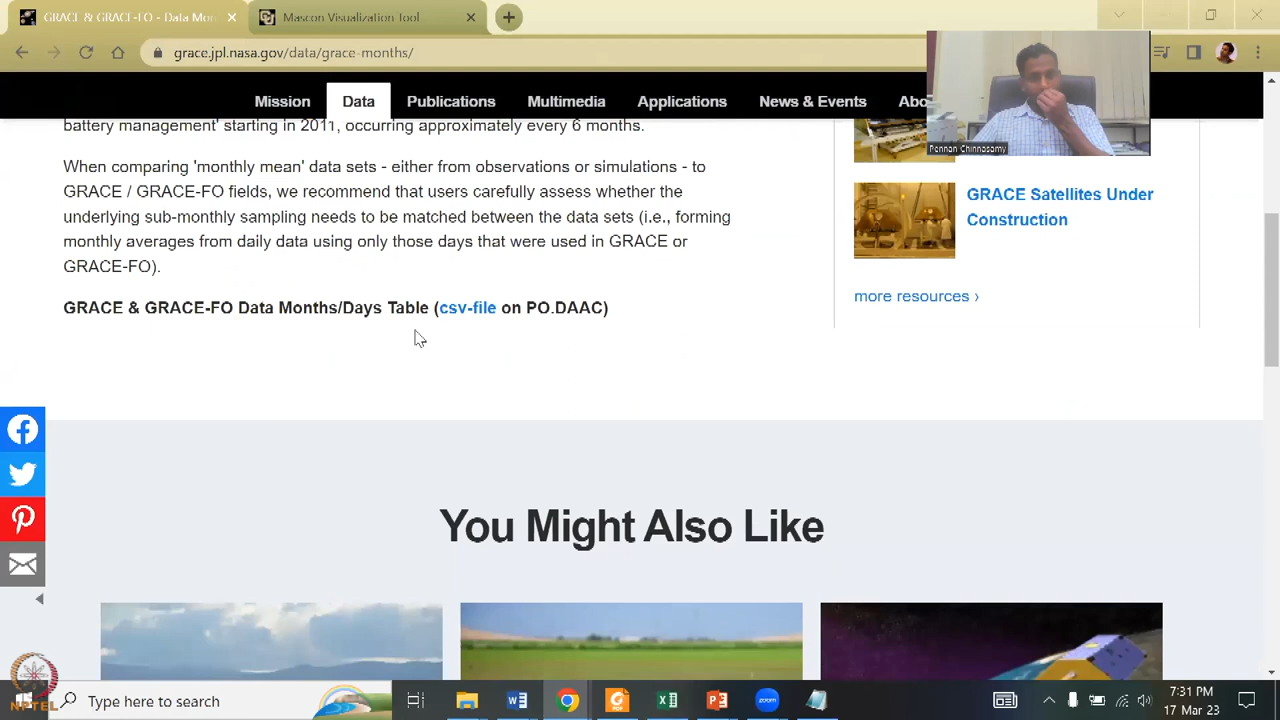 GRACE & GRACE-FO - Data Mon
Mascon Visualization Tool
grace.jpl.nasa.gov/data/grace-months/
Mission
Data
Publications
Multimedia
Applications
News & Events
Abo
Pennan Chinnasamy
battery management' starting in 2011, occurring approximately every 6 months.
When comparing 'monthly mean' data sets - either from observations or simulations - to
GRACE / GRACE-FO fields, we recommend that users carefully assess whether the
underlying sub-monthly sampling needs to be matched between the data sets (i.e., forming
monthly averages from daily data using only those days that were used in GRACE or
GRACE-FO).
GRACE & GRACE-FO Data Months/Days Table (csv-file on PO.DAAC)
GRACE Satellites Under
Construction
more resources ›
You Might Also Like
NPTEL
Type here to search
7:31 PM
17 Mar 23